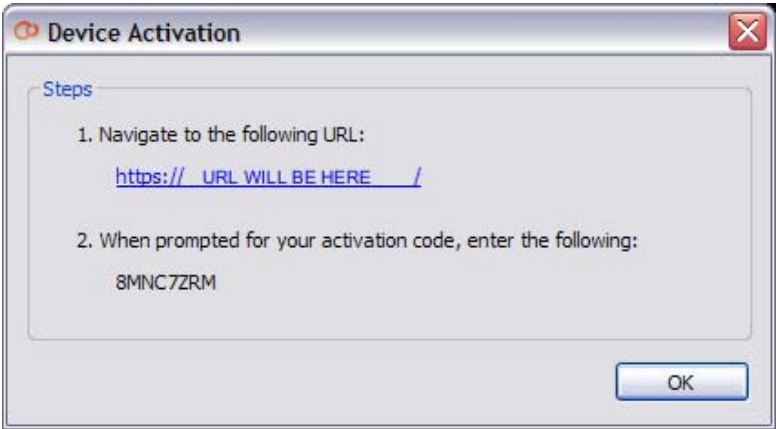 Device Activation
Steps
1. Navigate to the following URL:
https:// URL WILL BE HERE /
2. When prompted for your activation code, enter the following:
8MNC7ZRM
OK